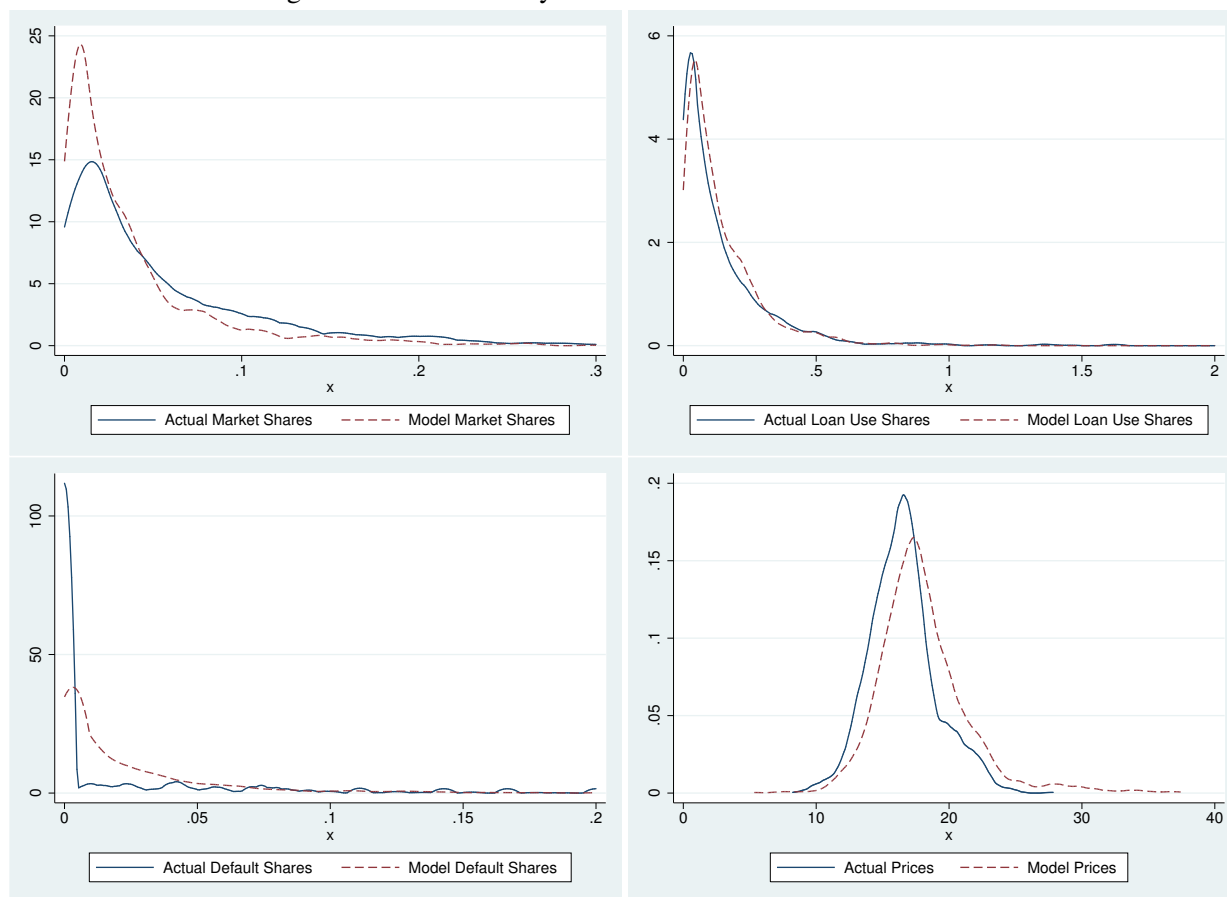 25
20
15
10
5
0
0 .1 .2 .3
x
Actual Market Shares Model Market Shares
6
4
2
0
0 .5 1 1.5 2
x
Actual Loan Use Shares Model Loan Use Shares
100
50
0
0 .05 .1 .15 .2
x
Actual Default Shares Model Default Shares
.2
.15
.1
.05
0
0 10 20 30 40
x
Actual Prices Model Prices